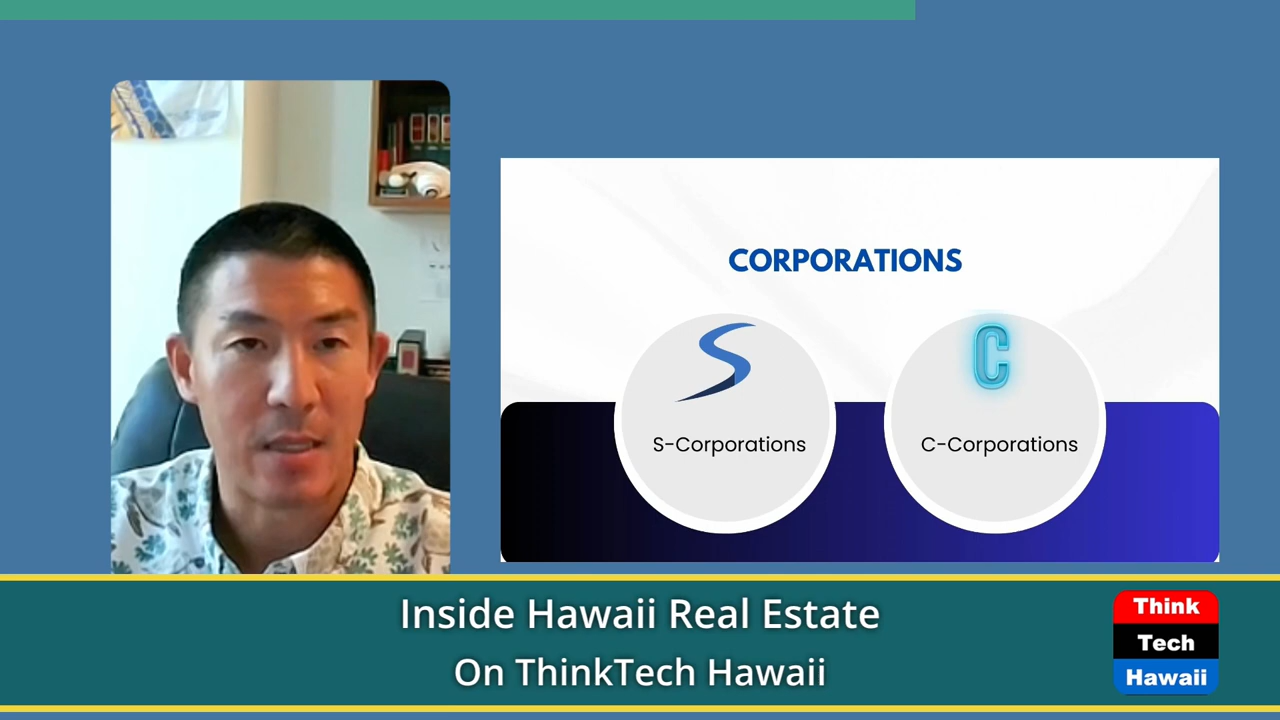 CORPORATIONS
S
C
S-Corporations
C-Corporations
Inside Hawaii Real Estate
On ThinkTech Hawaii
Think
Tech
Hawaii